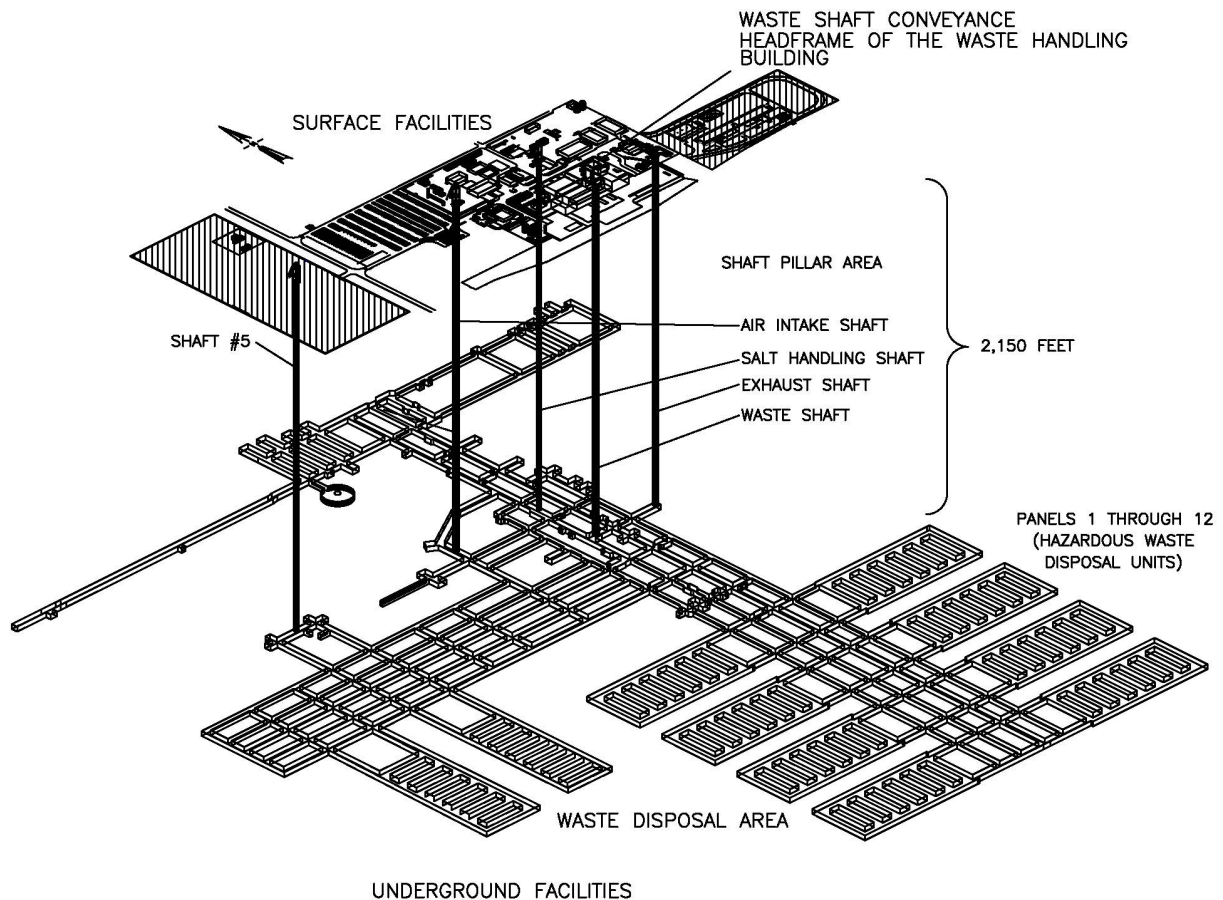 WASTE SHAFT CONVEYANCE
HEADFRAME OF THE WASTE HANDLING
BUILDING
SURFACE FACILITIES
SHAFT PILLAR AREA
AIR INTAKE SHAFT
SHAFT #5
2,150 FEET
SALT HANDLING SHAFT
EXHAUST SHAFT
WASTE SHAFT
PANELS 1 THROUGH 12
(HAZARDOUS WASTE
DISPOSAL UNITS)
WASTE DISPOSAL AREA
UNDERGROUND FACILITIES